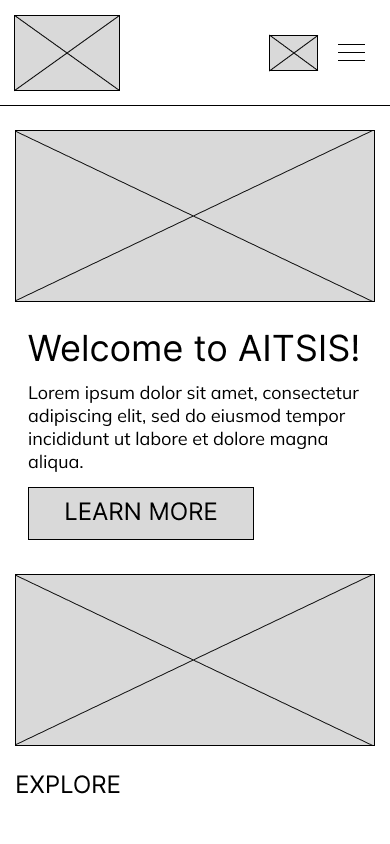 Welcome to AITSIS!
Lorem ipsum dolor sit amet, consectetur
adipiscing elit, sed do eiusmod tempor
incididunt ut labore et dolore magna
aliqua.
LEARN MORE
EXPLORE